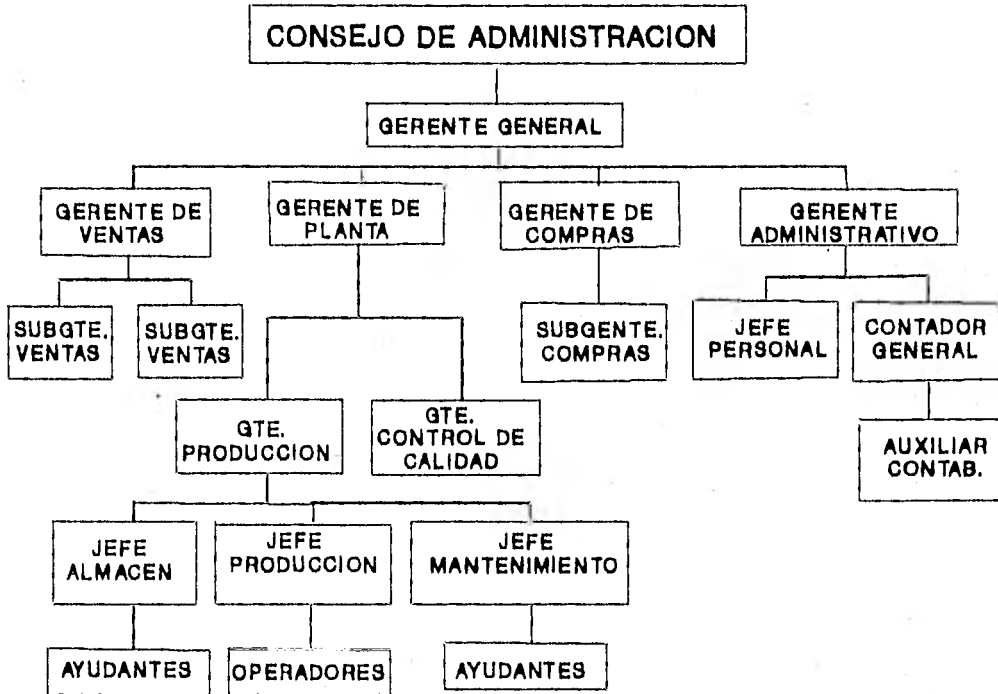 CONSEJO DE ADMINISTRACION
GERENTE GENERAL
GERENTE DE
VENTAS
GERENTE DE
PLANTA
GERENTE DE
COMPRAS
GERENTE
ADMINISTRATIVO
SUBGTE.
VENTAS
SUBGTE.
VENTAS
SUBGENTE.
COMPRAS
JEFE
PERSONAL
CONTADOR
GENERAL
GTE.
PRODUCCION
GTE.
CONTROL DE
CALIDAD
AUXILIAR
CONTAB.
JEFE
ALMACEN
JEFE
PRODUCCION
JEFE
MANTENIMIENTO
AYUDANTES
OPERADORES
AYUDANTES